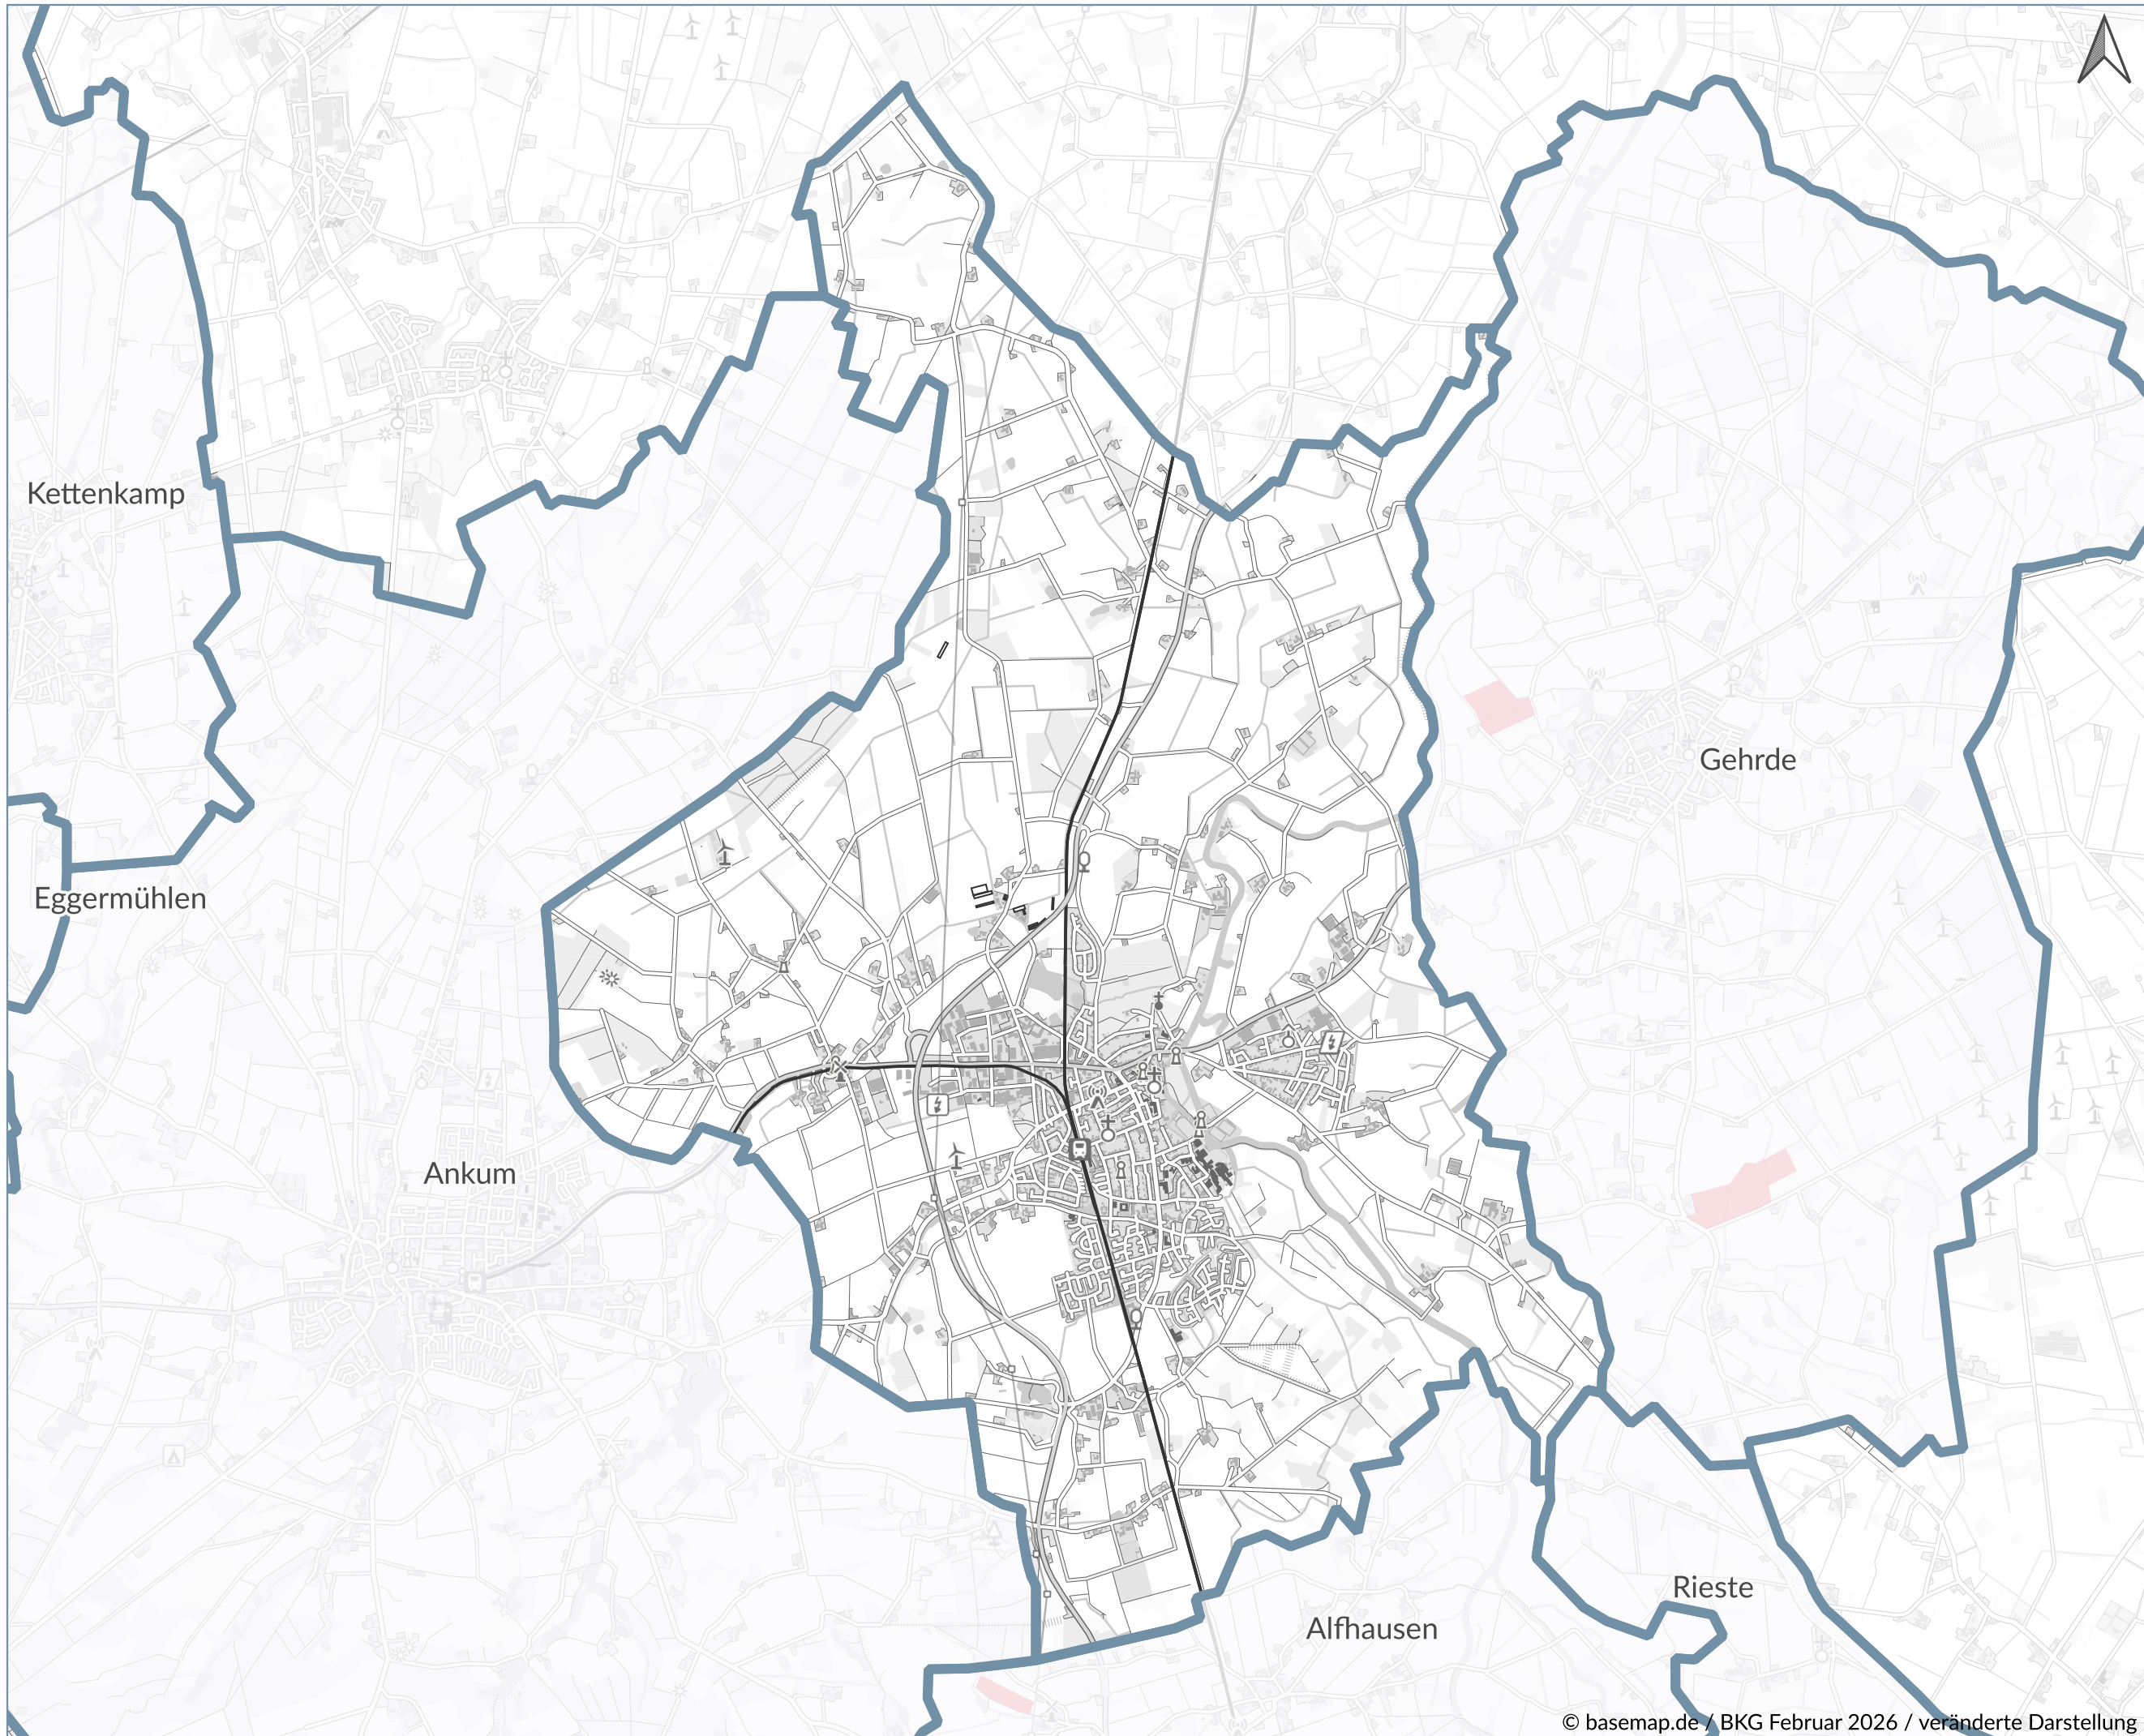 Kettenkamp
Gehrde
Eggermühlen
Ankum
Rieste
Alfhausen
© basemap.de / BKG Februar 2026 / veränderte Darstellung